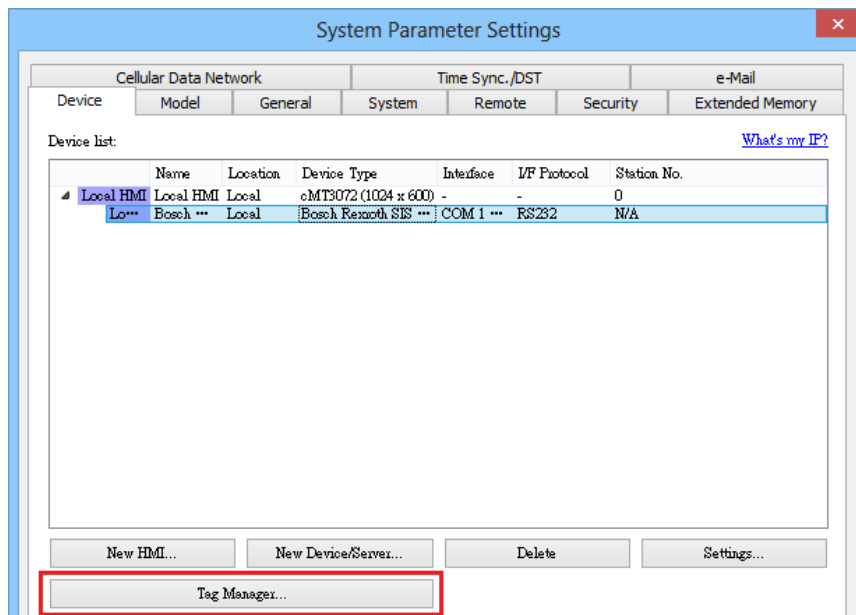 System Parameter Settings
Cellular Data Network Time Sync./DST e-Mail
Device Model General System Remote Security Extended Memory
Device list: What's my IP?
Name Location Device Type Interface I/F Protocol Station No.
Local HMI Local HMI Local cMT3072 (1024 x 600) - - 0
Lo··· Bosch ··· Local Bosch Rexroth SIS ··· COM 1 ··· RS232 N/A
New HMI... New Device/Server... Delete Settings...
Tag Manager...